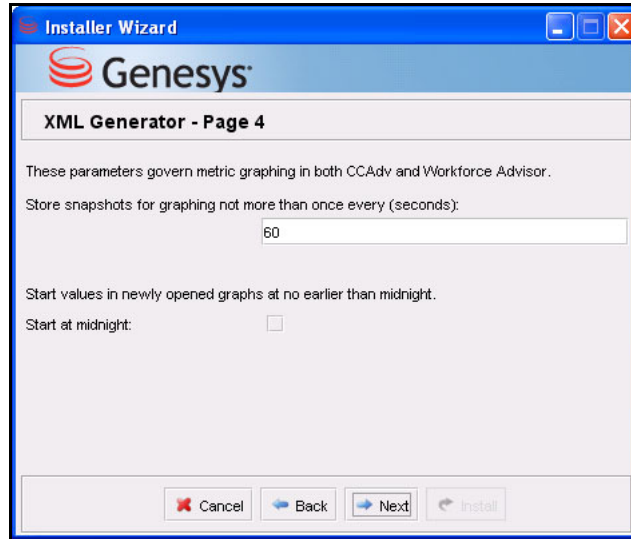 Installer Wizard
Genesys
XML Generator - Page 4
These parameters govern metric graphing in both CCAdv and Workforce Advisor.
Store snapshots for graphing not more than once every (seconds):
60
Start values in newly opened graphs at no earlier than midnight.
Start at midnight:
Cancel Back Next Install